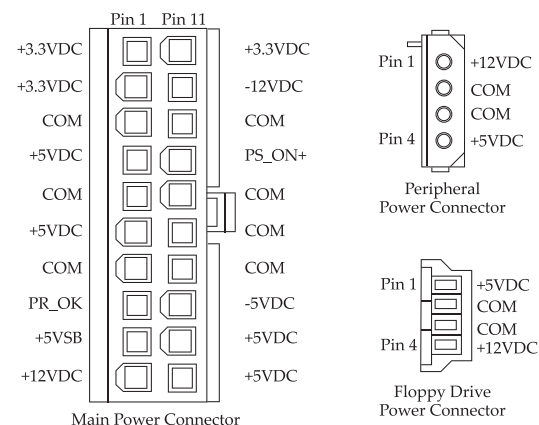 Pin 1 Pin 11
+3.3VDC +3.3VDC
+3.3VDC -12VDC
COM COM
+5VDC PS_ON+
COM COM
+5VDC COM
COM COM
PR_OK -5VDC
+5VSB +5VDC
+12VDC +5VDC
Main Power Connector
Pin 1 +12VDC
COM
COM
Pin 4 +5VDC
Peripheral
Power Connector
Pin 1 +5VDC
COM
COM
Pin 4 +12VDC
Floppy Drive
Power Connector